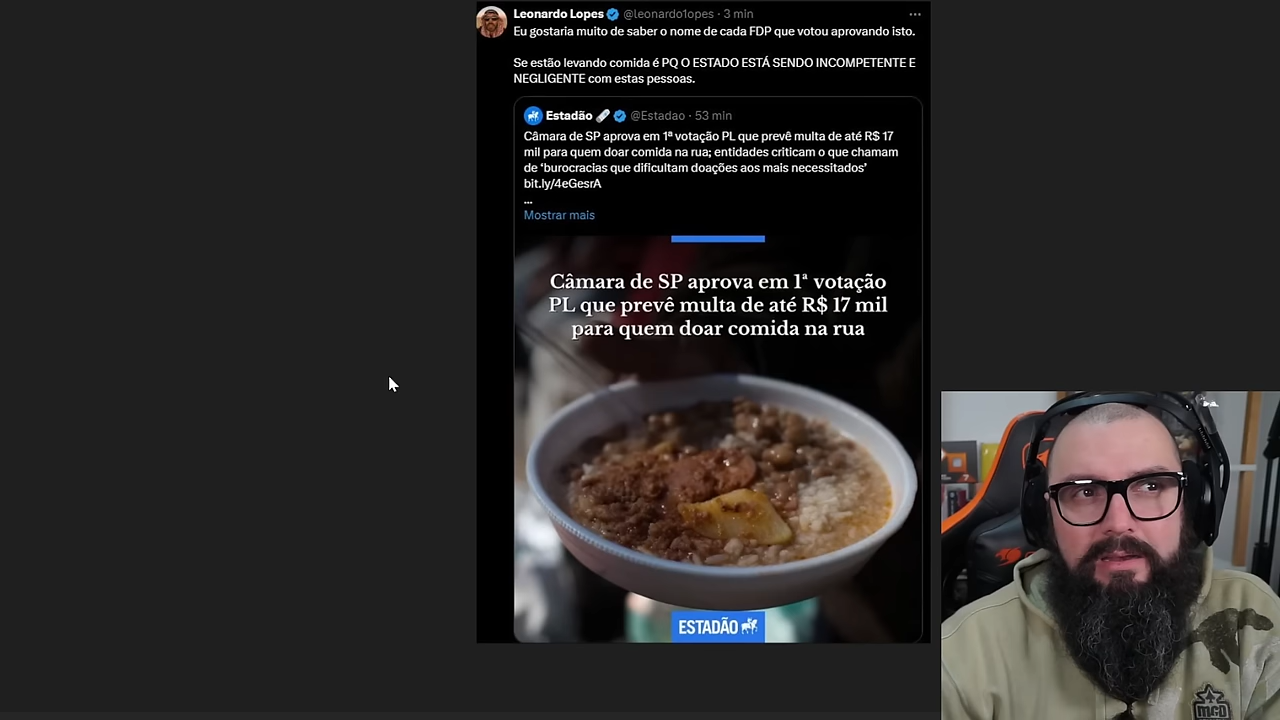 Leonardo Lopes @leonardo1opes · 3 min
Eu gostaria muito de saber o nome de cada FDP que votou aprovando isto.
Se estão levando comida é PQ O ESTADO ESTÁ SENDO INCOMPETENTE E
NEGLIGENTE com estas pessoas.
Estadão @Estadao · 53 min
Câmara de SP aprova em 1ª votação PL que prevê multa de até R$ 17
mil para quem doar comida na rua; entidades criticam o que chamam
de ‘burocracias que dificultam doações aos mais necessitados’
bit.ly/4eGesrA
...
Mostrar mais
Câmara de SP aprova em 1ª votação
PL que prevê multa de até R$ 17 mil
para quem doar comida na rua
ESTADÃO
MCD